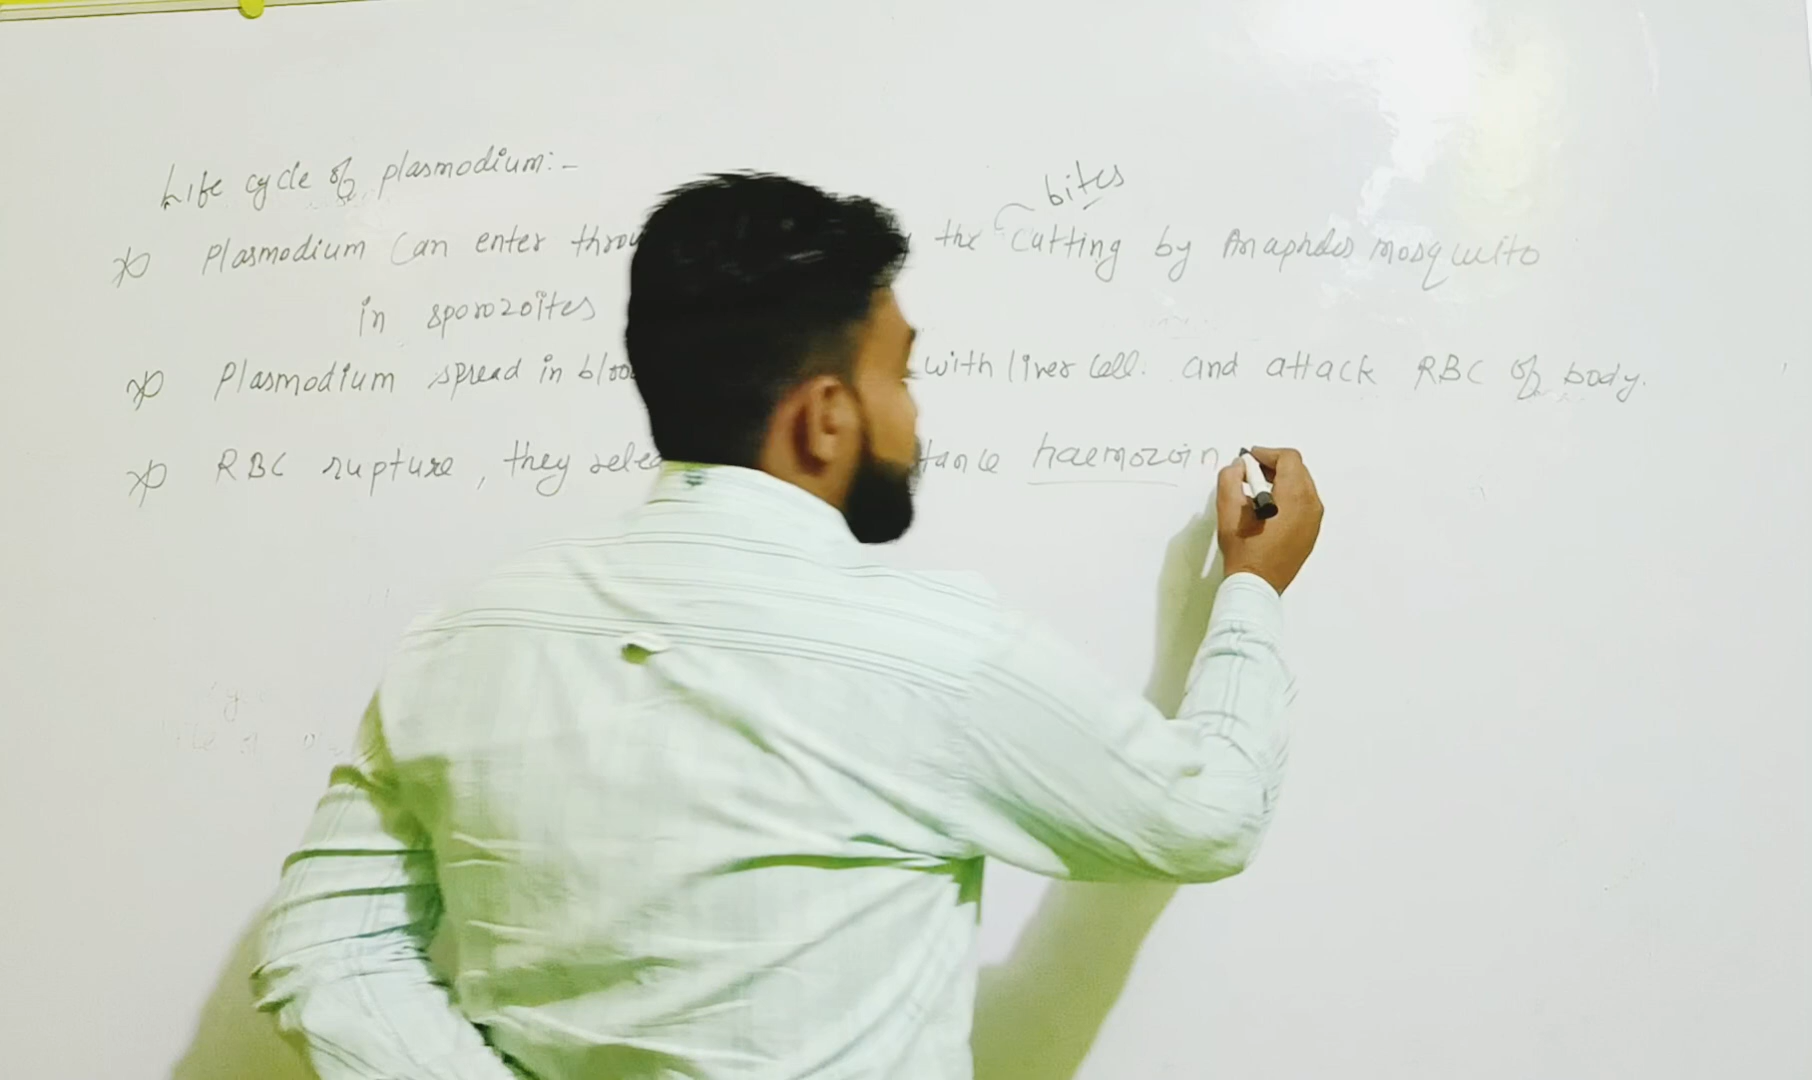 Life cycle of plasmodium:-
bites
Plasmodium can enter the cutting by Anapheles mosquito
in sporozoites
Plasmodium spread in with liver cell. and attack RBC of body.
RBC rupture, they haemozoin